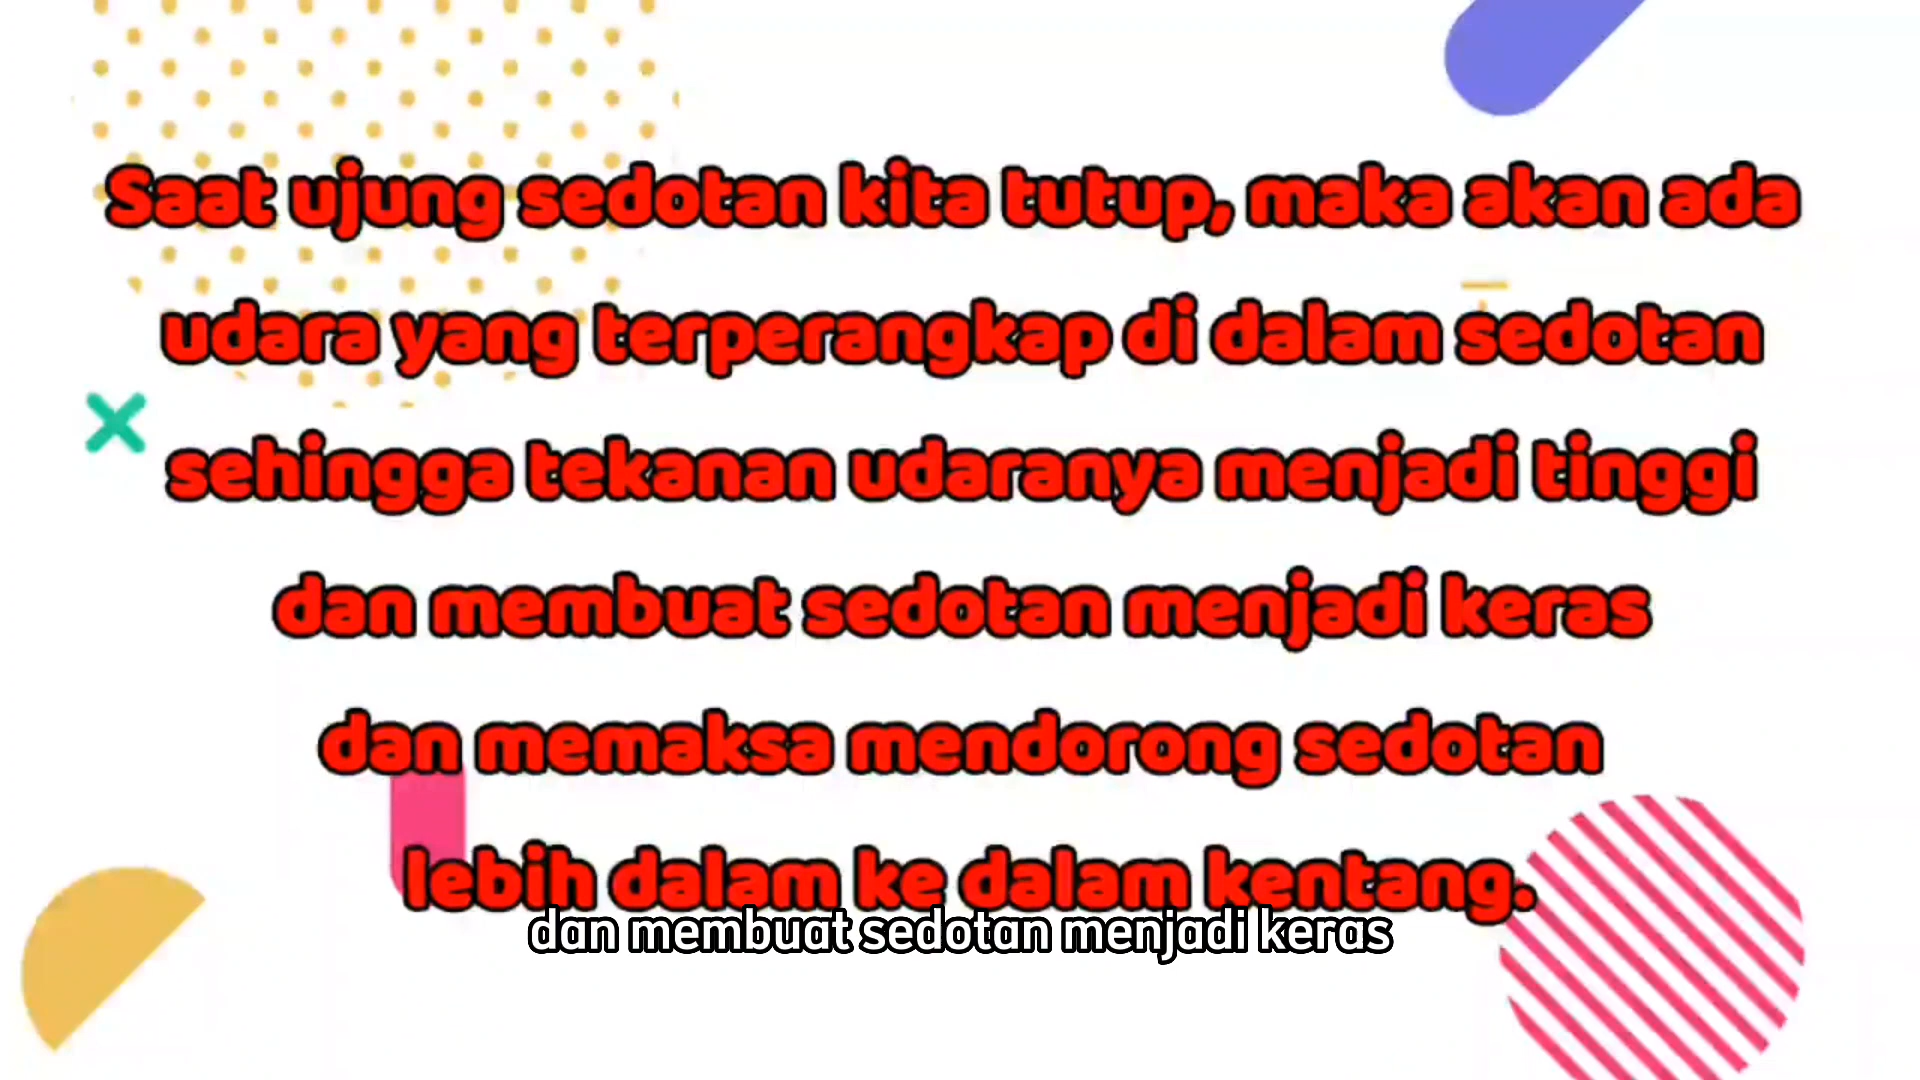 Saat ujung sedotan kita tutup, maka akan ada
udara yang terperangkap di dalam sedotan
sehingga tekanan udaranya menjadi tinggi
dan membuat sedotan menjadi keras
dan memaksa mendorong sedotan
lebih dalam ke dalam kentang.
dan membuat sedotan menjadi keras